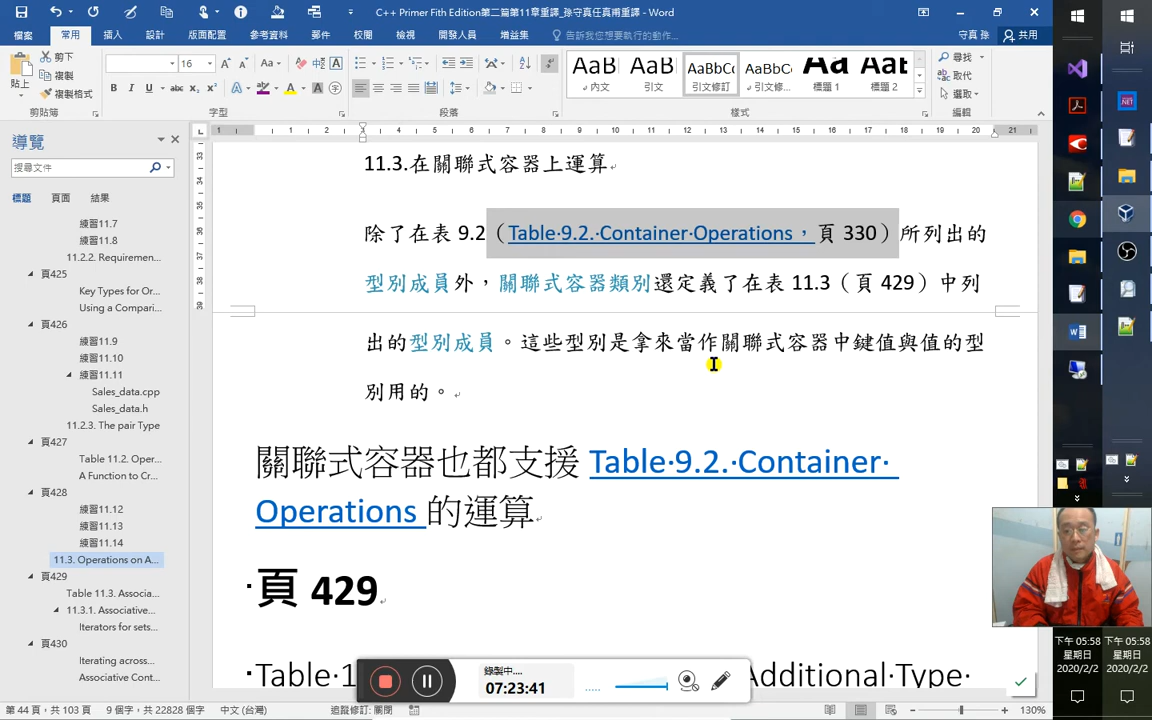 C++ Primer Fith Edition第二篇第11章重譯_孫守真任真甫重譯 - Word
檔案 常用 插入 設計 版面配置 參考資料 郵件 校閱 檢視 開發人員 增益集 告訴我您想要執行的動作... 守真 孫 共用
貼上 剪下 複製 複製格式
16
AaB 內文 AaB 引文 AaBbCc 引文修訂 AaBbCc 引文修... AaB 標題 1 AaB 標題 2
尋找 取代 選取
剪貼簿 字型 段落 樣式 編輯
導覽
搜尋文件
標題 頁面 結果
練習11.7
練習11.8
11.2.2. Requiremen...
頁425
Key Types for Or...
Using a Compari...
頁426
練習11.9
練習11.10
練習11.11
Sales_data.cpp
Sales_data.h
11.2.3. The pair Type
頁427
Table 11.2. Oper...
A Function to Cr...
頁428
練習11.12
練習11.13
練習11.14
11.3. Operations on A...
頁429
Table 11.3. Associa...
11.3.1. Associative...
Iterators for sets...
頁430
Iterating across...
Associative Cont...
11.3.在關聯式容器上運算
除了在表 9.2（Table 9.2. Container Operations，頁 330）所列出的
型別成員外，關聯式容器類別還定義了在表 11.3（頁 429）中列
出的型別成員。這些型別是拿來當作關聯式容器中鍵值與值的型
別用的。
關聯式容器也都支援 Table 9.2. Container
Operations 的運算
頁 429
Table 1
Additional Type
錄製中....
07:23:41
下午 05:58 下午 05:58
星期日 星期日
2020/2/2 2020/2/2
第 44 頁，共 103 頁 9 個字，共 22828 個字 中文 (台灣) 追蹤修訂: 關閉 130%